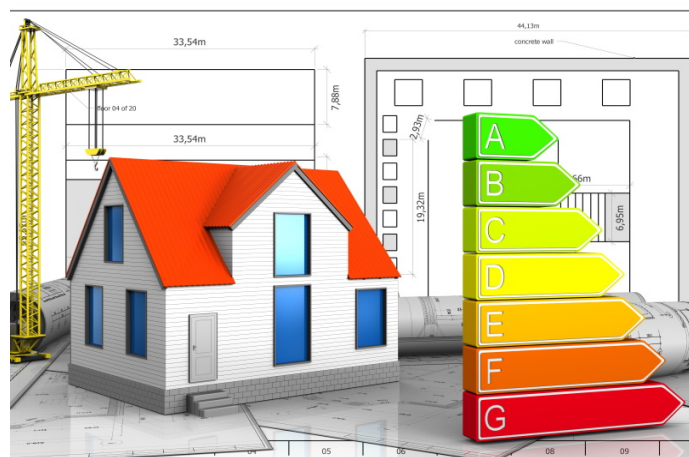 44,13m
33,54m
concrete wall
floor 04 of 20
7,88m
2,93m
33,54m
A
B
66m
C
19,32m
6,95m
D
E
F
G
04
05
06
08
09